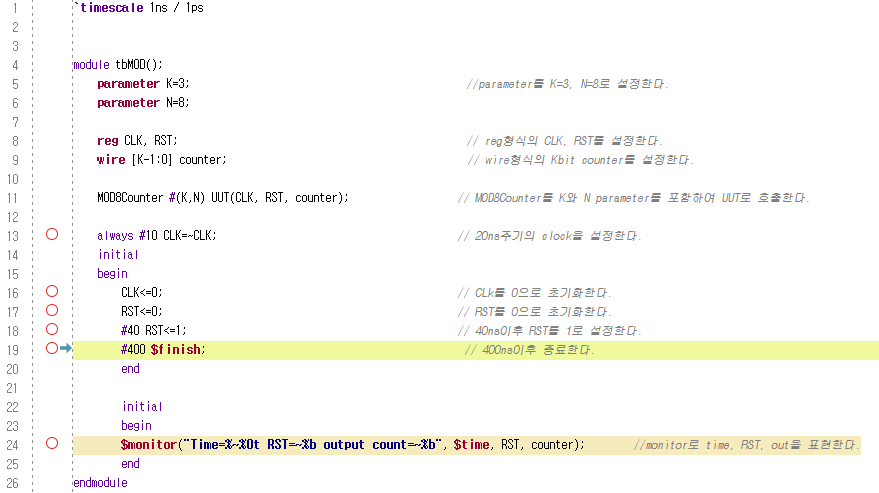 1 `timescale 1ns / 1ps
2
3
4 module tbMOD();
5 parameter K=3; //parameter를 K=3, N=8로 설정한다.
6 parameter N=8;
7
8 reg CLK, RST; // reg형식의 CLK, RST를 설정한다.
9 wire [K-1:0] counter; // wire형식의 Kbit counter를 설정한다.
10
11 MOD8Counter #(K,N) UUT(CLK, RST, counter); // MOD8Counter를 K와 N parameter를 포함하여 UUT로 호출한다.
12
13 always #10 CLK=~CLK; // 20ns주기의 clock을 설정한다.
14 initial
15 begin
16 CLK<=0; // CLk를 0으로 초기화한다.
17 RST<=0; // RST를 0으로 초기화한다.
18 #40 RST<=1; // 40ns이후 RST를 1로 설정한다.
19 #400 $finish; // 400ns이후 종료한다.
20 end
21
22 initial
23 begin
24 $monitor("Time=%~%0t RST=~%b output count=~%b", $time, RST, counter); //monitor로 time, RST, out을 표현한다.
25 end
26 endmodule